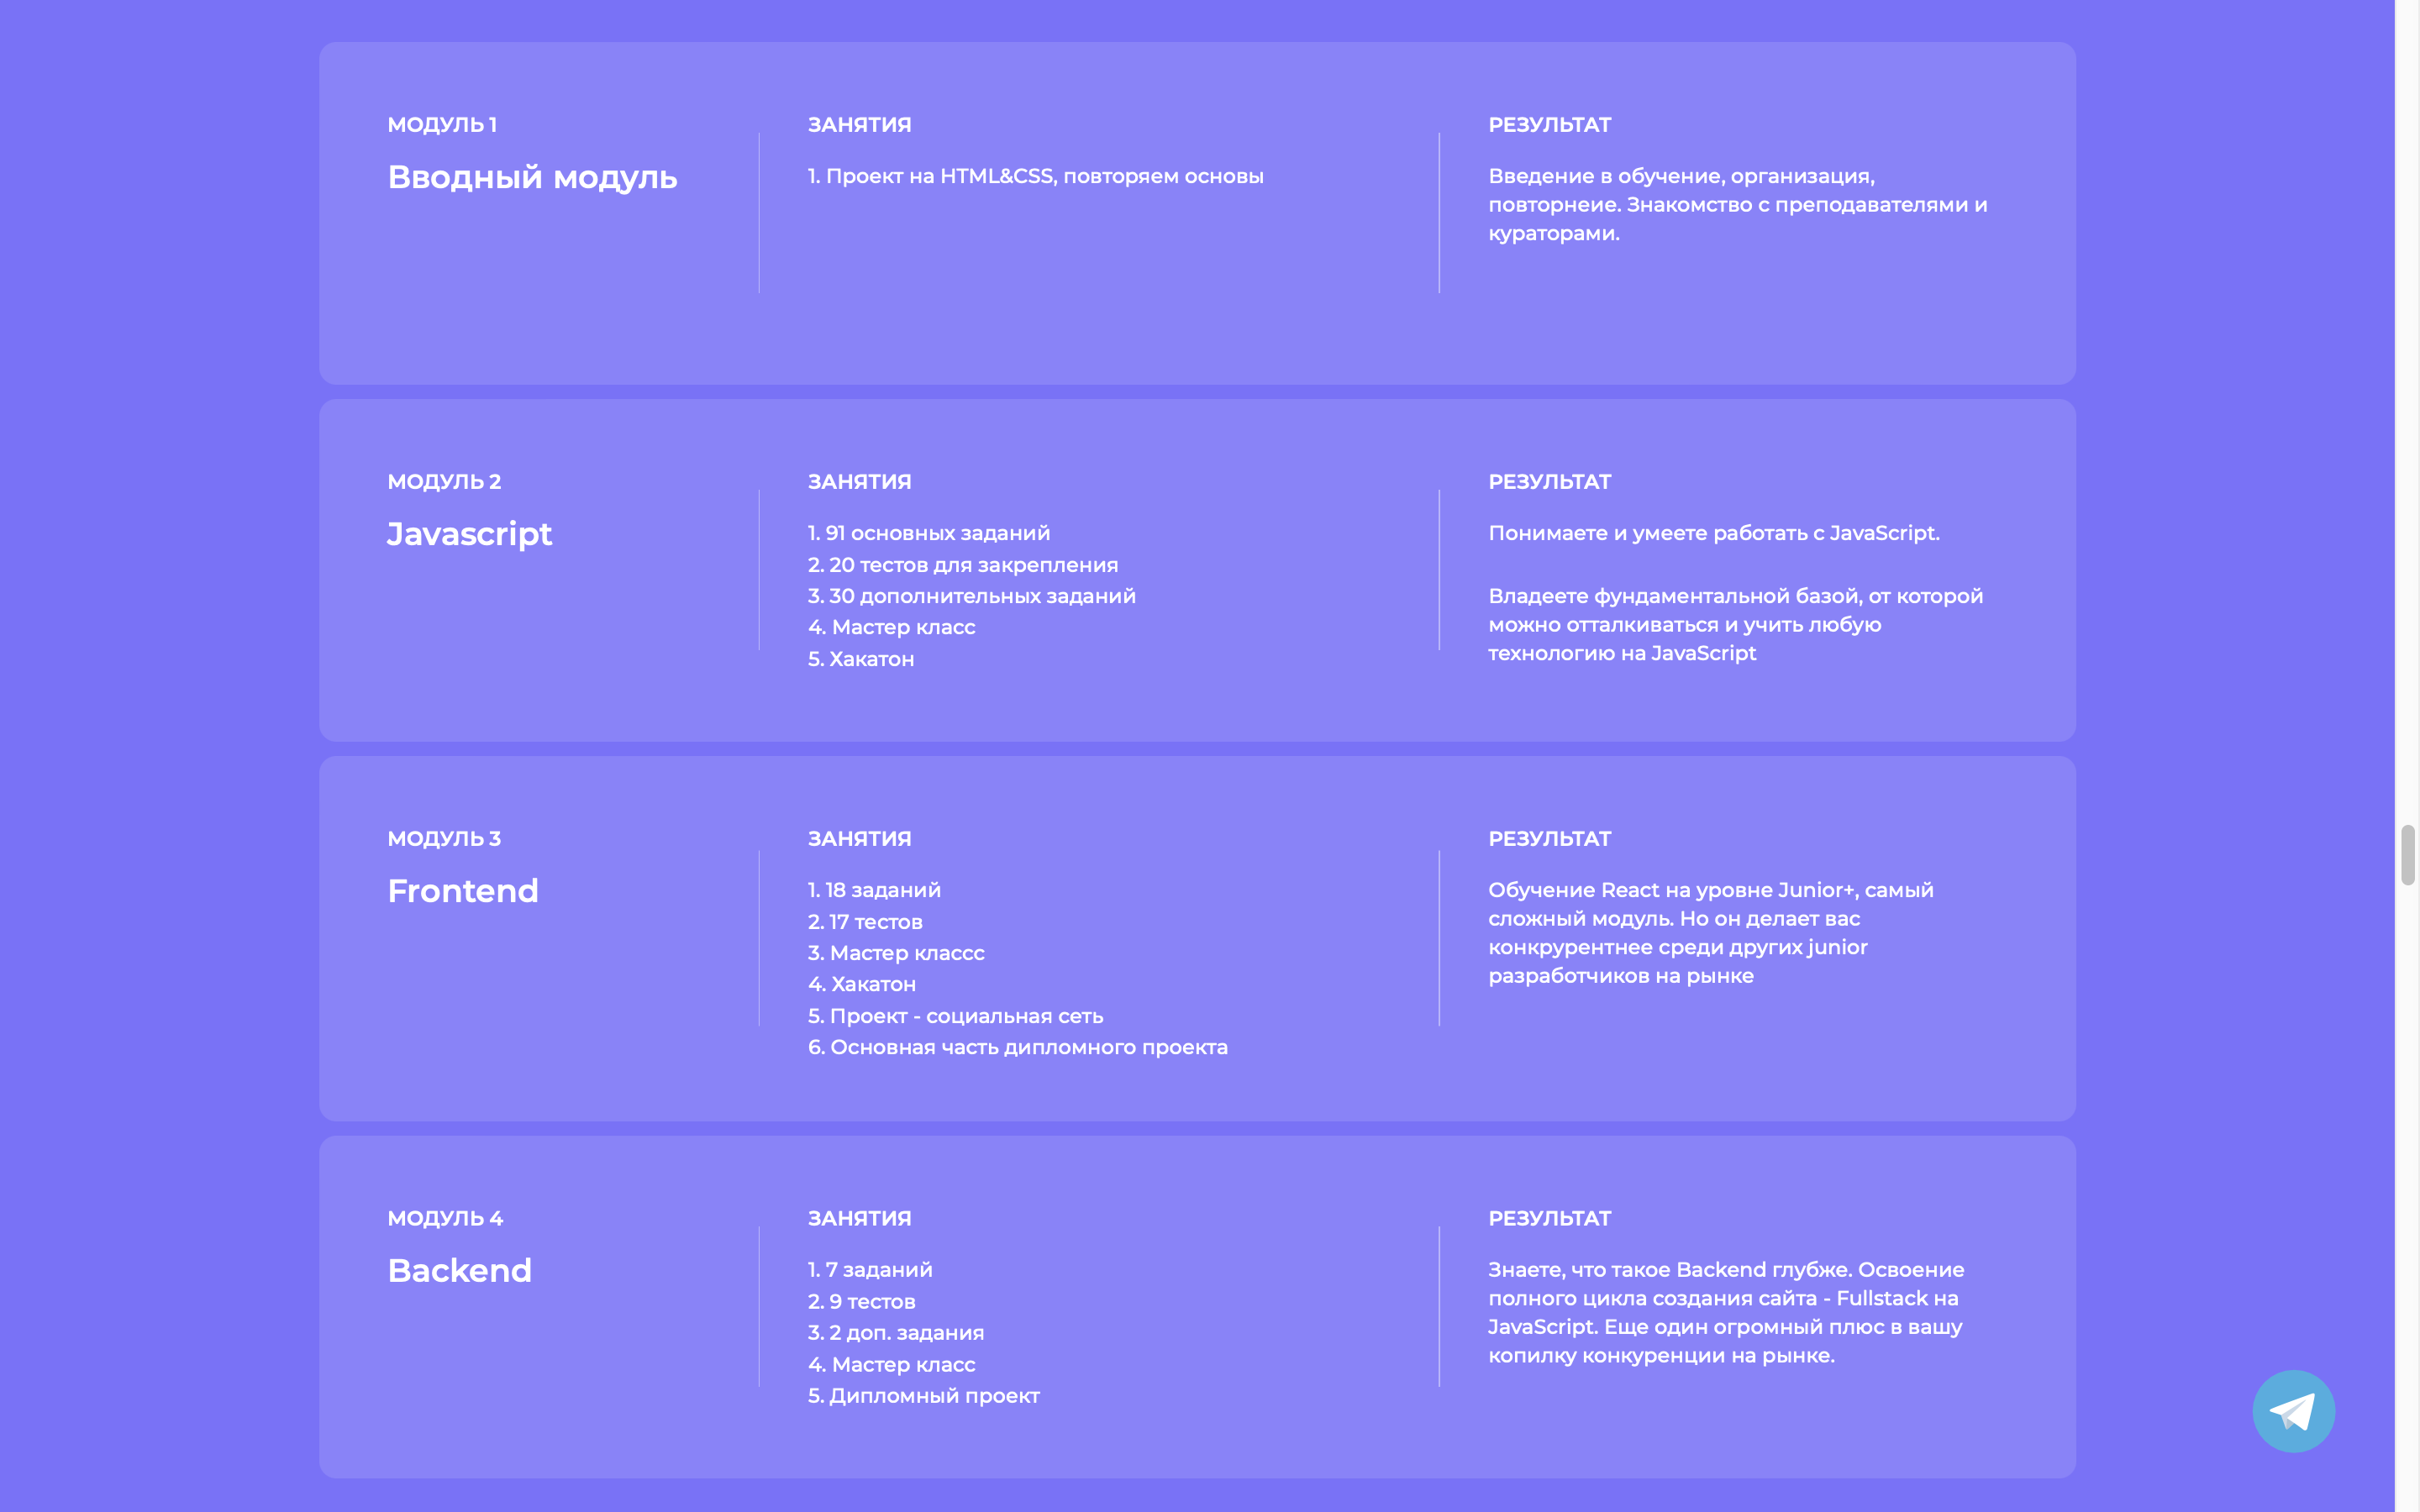 МОДУЛЬ 1
Вводный модуль
ЗАНЯТИЯ
1. Проект на HTML&CSS, повторяем основы
РЕЗУЛЬТАТ
Введение в обучение, организация,
повторнеие. Знакомство с преподавателями и
кураторами.
МОДУЛЬ 2
Javascript
ЗАНЯТИЯ
1. 91 основных заданий
2. 20 тестов для закрепления
3. 30 дополнительных заданий
4. Мастер класс
5. Хакатон
РЕЗУЛЬТАТ
Понимаете и умеете работать с JavaScript.
Владеете фундаментальной базой, от которой
можно отталкиваться и учить любую
технологию на JavaScript
МОДУЛЬ 3
Frontend
ЗАНЯТИЯ
1. 18 заданий
2. 17 тестов
3. Мастер классс
4. Хакатон
5. Проект - социальная сеть
6. Основная часть дипломного проекта
РЕЗУЛЬТАТ
Обучение React на уровне Junior+, самый
сложный модуль. Но он делает вас
конкрурентнее среди других junior
разработчиков на рынке
МОДУЛЬ 4
Backend
ЗАНЯТИЯ
1. 7 заданий
2. 9 тестов
3. 2 доп. задания
4. Мастер класс
5. Дипломный проект
РЕЗУЛЬТАТ
Знаете, что такое Backend глубже. Освоение
полного цикла создания сайта - Fullstack на
JavaScript. Еще один огромный плюс в вашу
копилку конкуренции на рынке.